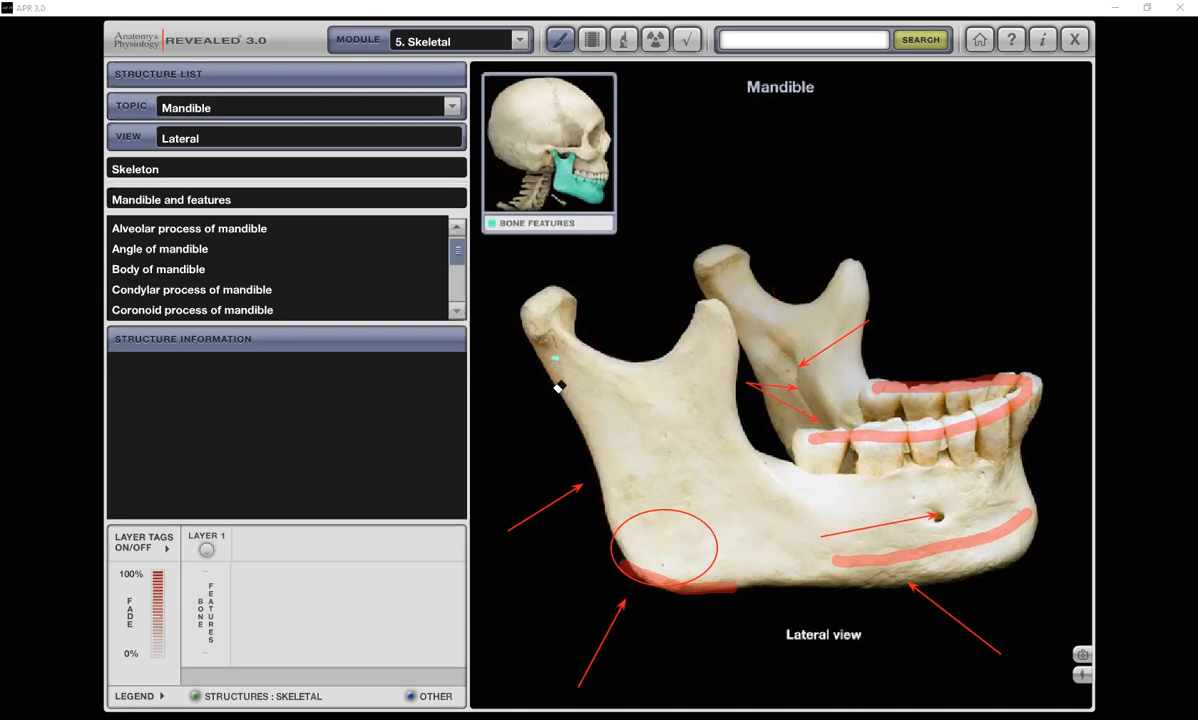 APR 3.0
Anatomy &
Physiology REVEALED® 3.0
MODULE 5. Skeletal
SEARCH
? i X
STRUCTURE LIST
TOPIC Mandible
VIEW Lateral
Skeleton
Mandible and features
Alveolar process of mandible
Angle of mandible
Body of mandible
Condylar process of mandible
Coronoid process of mandible
STRUCTURE INFORMATION
LAYER TAGS
ON/OFF
LAYER 1
100%
FADE
0%
BONE
FEATURES
LEGEND
STRUCTURES : SKELETAL
OTHER
BONE FEATURES
Mandible
Lateral view